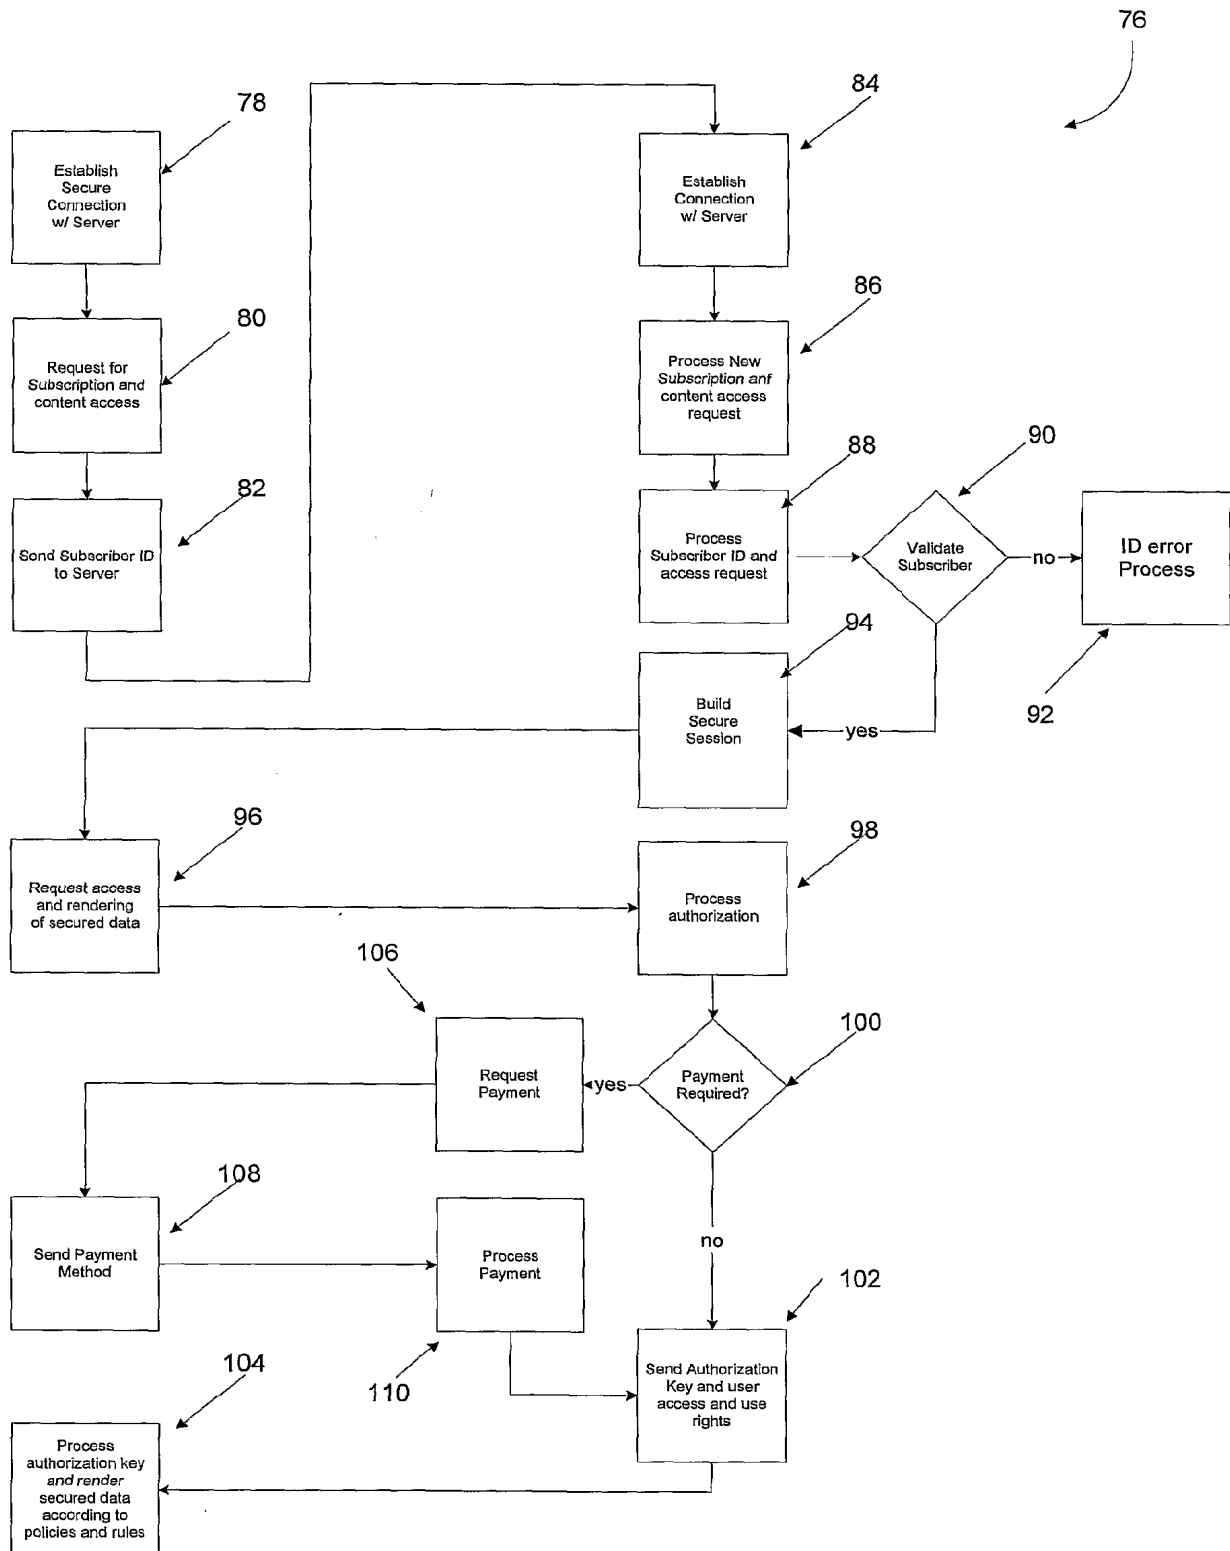 76
84
78
Establish
Secure
Connection
w/ Server
Establish
Connection
w/ Server
86
80
Request for
Subscription and
content access
Process New
Subscription anf
content access
request
90
88
82
Send Subscriber ID
to Server
Process
Subscriber ID and
access request
Validate
Subscriber
no
ID error
Process
94
92
Build
Secure
Session
yes
96
98
Request access
and rendering
of secured data
Process
authorization
106
100
Request
Payment
yes
Payment
Required?
108
Send Payment
Method
Process
Payment
no
102
104
110
Send Authorization
Key and user
access and use
rights
Process
authorization key
and render
secured data
according to
policies and rules